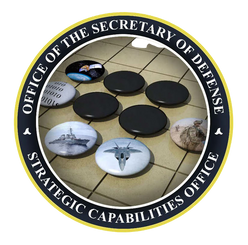 OFFICE OF THE SECRETARY OF DEFENSE
STRATEGIC CAPABILITIES OFFICE